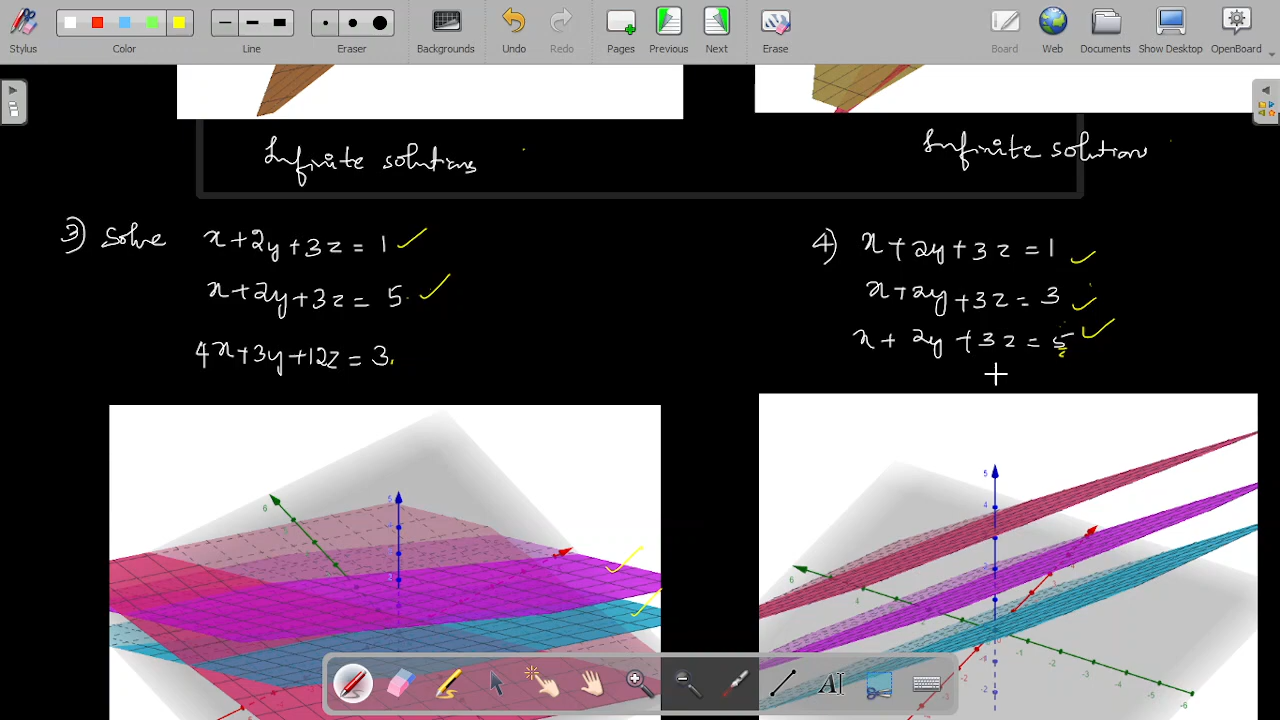 Stylus Color Line Eraser Backgrounds Undo Redo Pages Previous Next Erase Board Web Documents Show Desktop OpenBoard
Infinite solutions
Infinite solutions
3) Solve x+2y+3z = 1
x+2y+3z = 5
4x+3y+12z = 3
4) x+2y+3z = 1
x+2y+3z = 3
x+2y+3z = 5